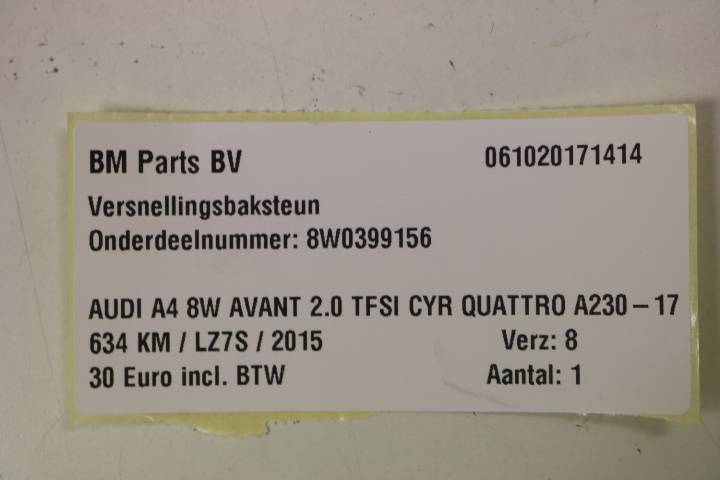 BM Parts BV 061020171414
Versnellingsbaksteun
Onderdeelnummer: 8W0399156
AUDI A4 8W AVANT 2.0 TFSI CYR QUATTRO A230-17
634 KM / LZ7S / 2015 Verz: 8
30 Euro incl. BTW Aantal: 1